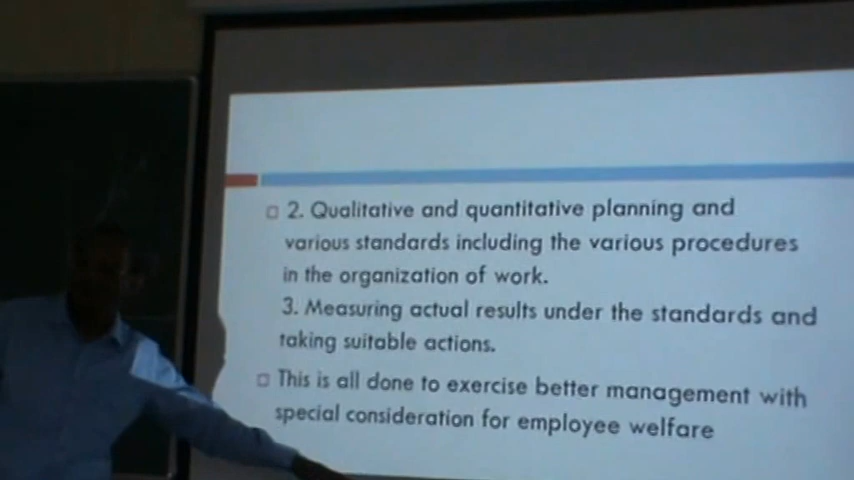 2. Qualitative and quantitative planning and
various standards including the various procedures
in the organization of work.
3. Measuring actual results under the standards and
taking suitable actions.
This is all done to exercise better management with
special consideration for employee welfare